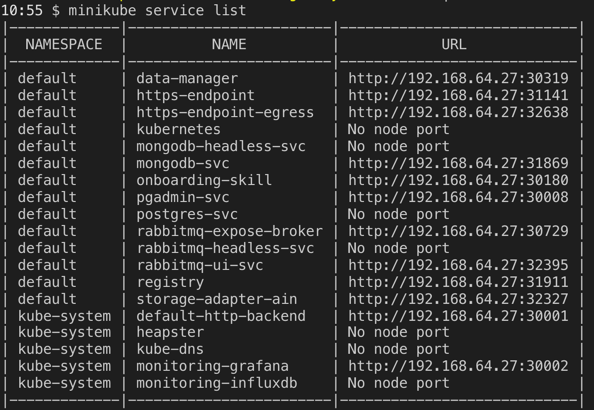 10:55 $ minikube service list
|-------------|------------------------|-----------------------------|
| NAMESPACE | NAME | URL |
|-------------|------------------------|-----------------------------|
| default | data-manager | http://192.168.64.27:30319 |
| default | https-endpoint | http://192.168.64.27:31141 |
| default | https-endpoint-egress | http://192.168.64.27:32638 |
| default | kubernetes | No node port |
| default | mongodb-headless-svc | No node port |
| default | mongodb-svc | http://192.168.64.27:31869 |
| default | onboarding-skill | http://192.168.64.27:30180 |
| default | pgadmin-svc | http://192.168.64.27:30008 |
| default | postgres-svc | No node port |
| default | rabbitmq-expose-broker | http://192.168.64.27:30729 |
| default | rabbitmq-headless-svc | No node port |
| default | rabbitmq-ui-svc | http://192.168.64.27:32395 |
| default | registry | http://192.168.64.27:31911 |
| default | storage-adapter-ain | http://192.168.64.27:32327 |
| kube-system | default-http-backend | http://192.168.64.27:30001 |
| kube-system | heapster | No node port |
| kube-system | kube-dns | No node port |
| kube-system | monitoring-grafana | http://192.168.64.27:30002 |
| kube-system | monitoring-influxdb | No node port |
|-------------|------------------------|-----------------------------|